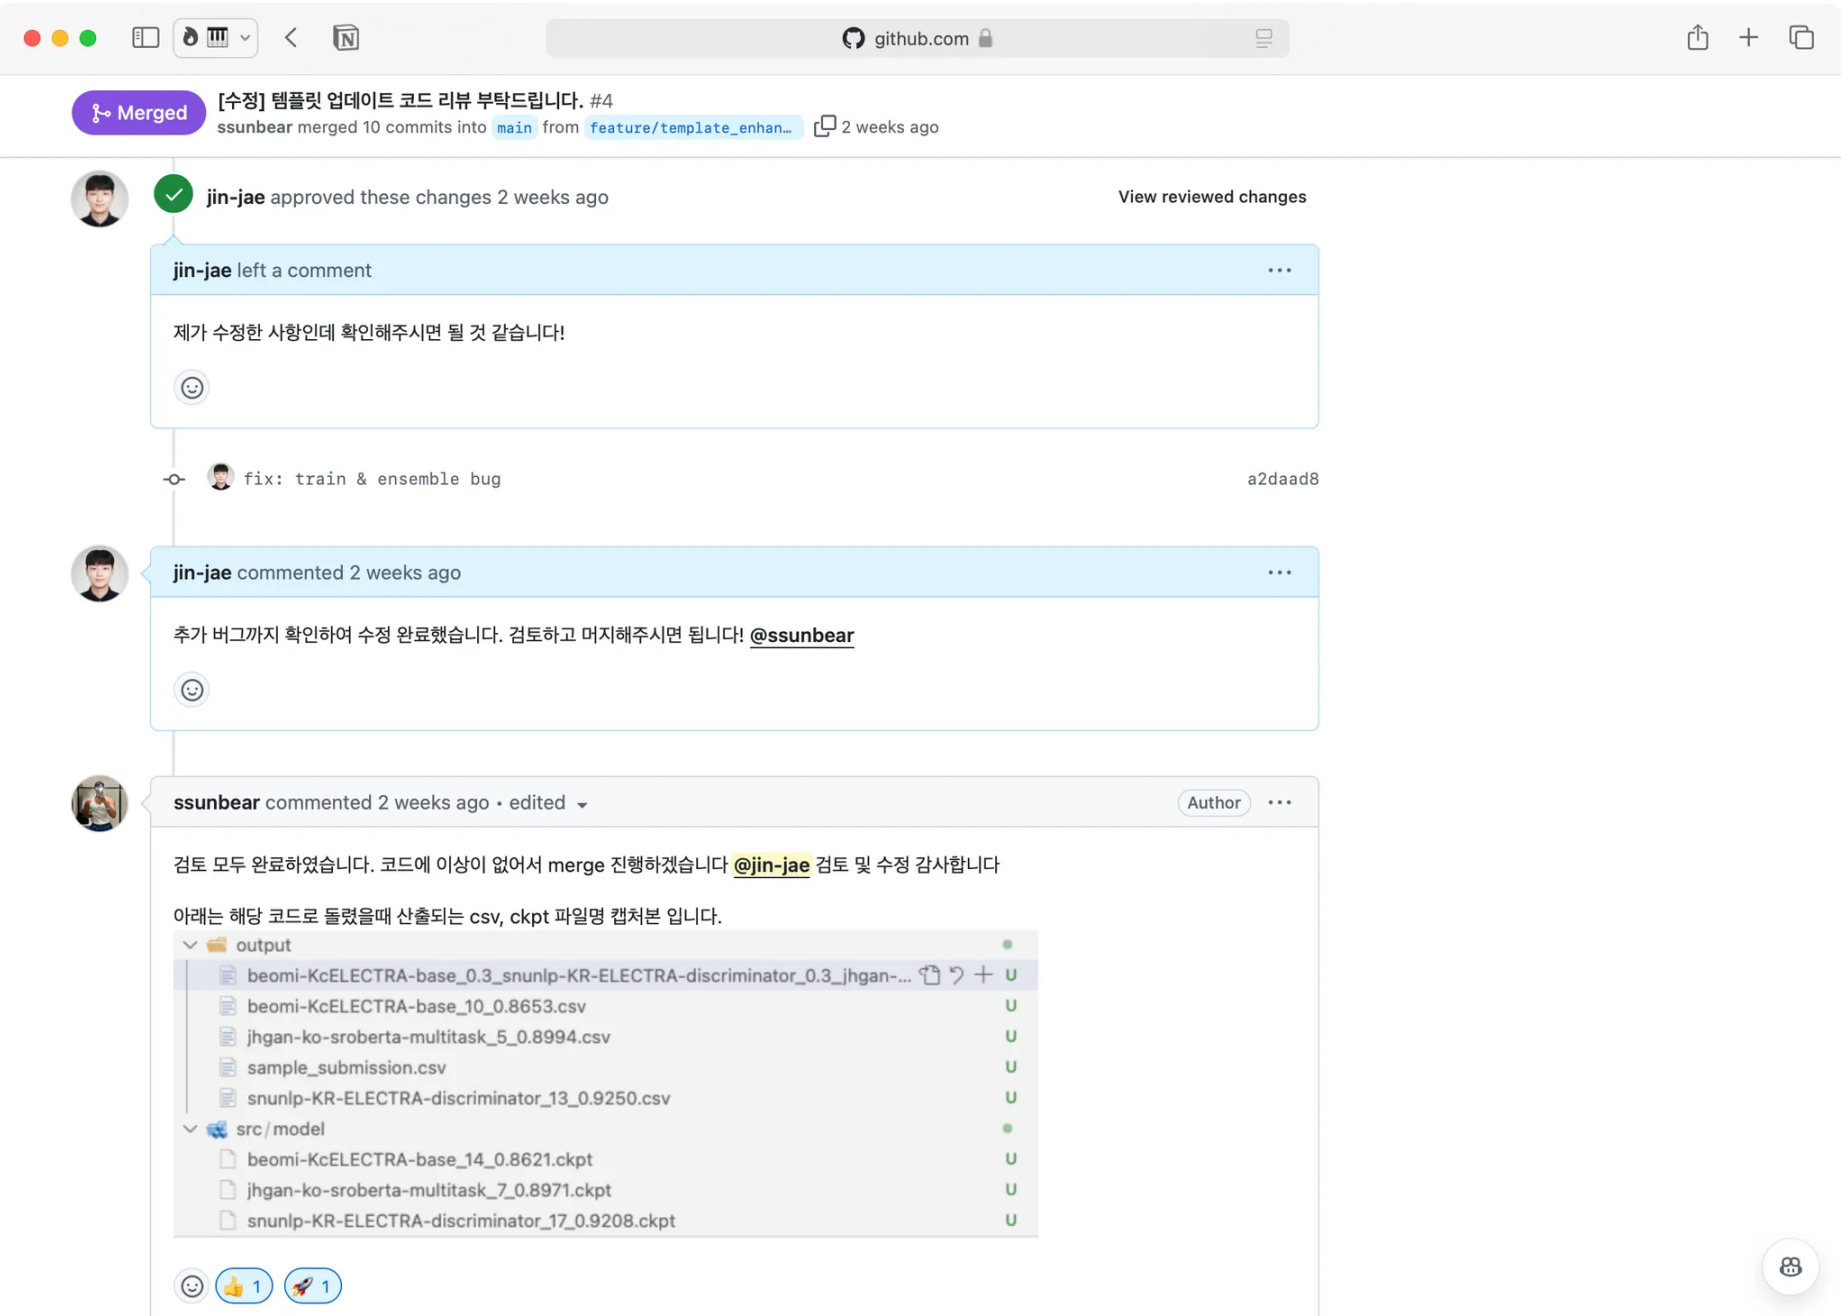 github.com
Merged
[수정] 템플릿 업데이트 코드 리뷰 부탁드립니다. #4
ssunbear merged 10 commits into main from feature/template_enhan… 2 weeks ago
jin-jae approved these changes 2 weeks ago
View reviewed changes
jin-jae left a comment
제가 수정한 사항인데 확인해주시면 될 것 같습니다!
fix: train & ensemble bug
a2daad8
jin-jae commented 2 weeks ago
추가 버그까지 확인하여 수정 완료했습니다. 검토하고 머지해주시면 됩니다! @ssunbear
ssunbear commented 2 weeks ago • edited
Author
검토 모두 완료하였습니다. 코드에 이상이 없어서 merge 진행하겠습니다 @jin-jae 검토 및 수정 감사합니다
아래는 해당 코드로 돌렸을때 산출되는 csv, ckpt 파일명 캡처본 입니다.
output
beomi-KcELECTRA-base_0.3_snunlp-KR-ELECTRA-discriminator_0.3_jhgan-... U
beomi-KcELECTRA-base_10_0.8653.csv U
jhgan-ko-sroberta-multitask_5_0.8994.csv U
sample_submission.csv U
snunlp-KR-ELECTRA-discriminator_13_0.9250.csv U
src/model
beomi-KcELECTRA-base_14_0.8621.ckpt U
jhgan-ko-sroberta-multitask_7_0.8971.ckpt U
snunlp-KR-ELECTRA-discriminator_17_0.9208.ckpt U
👍 1 🚀 1